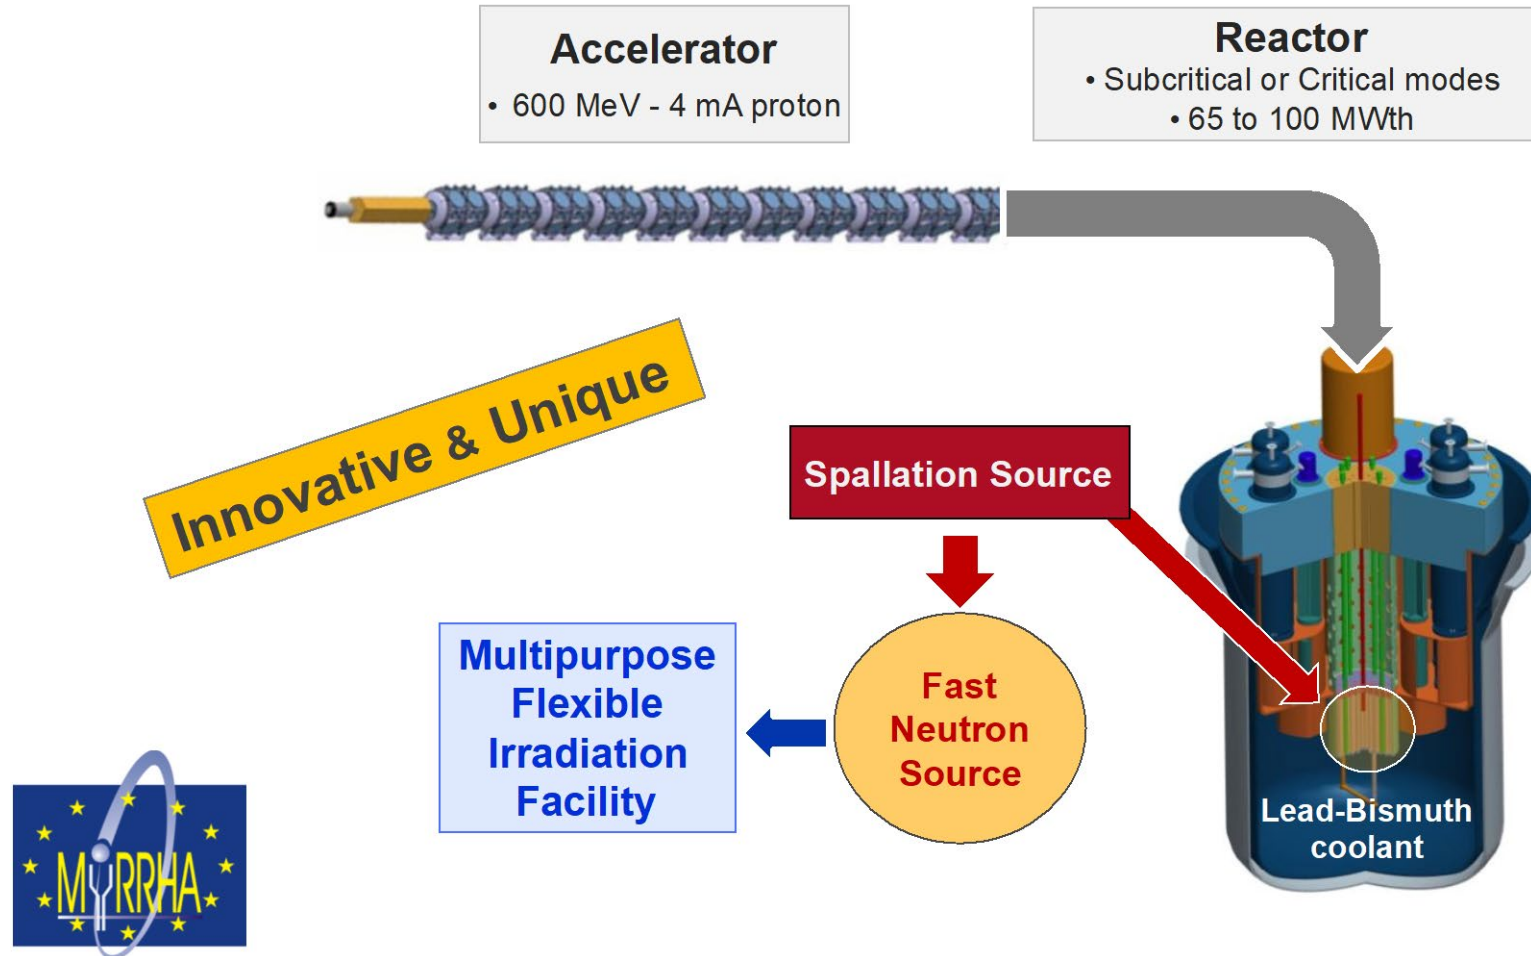 Accelerator
• 600 MeV - 4 mA proton
Reactor
• Subcritical or Critical modes
• 65 to 100 MWth
Innovative & Unique
Spallation Source
Multipurpose
Flexible
Irradiation
Facility
Fast
Neutron
Source
Lead-Bismuth
coolant
MYRRHA